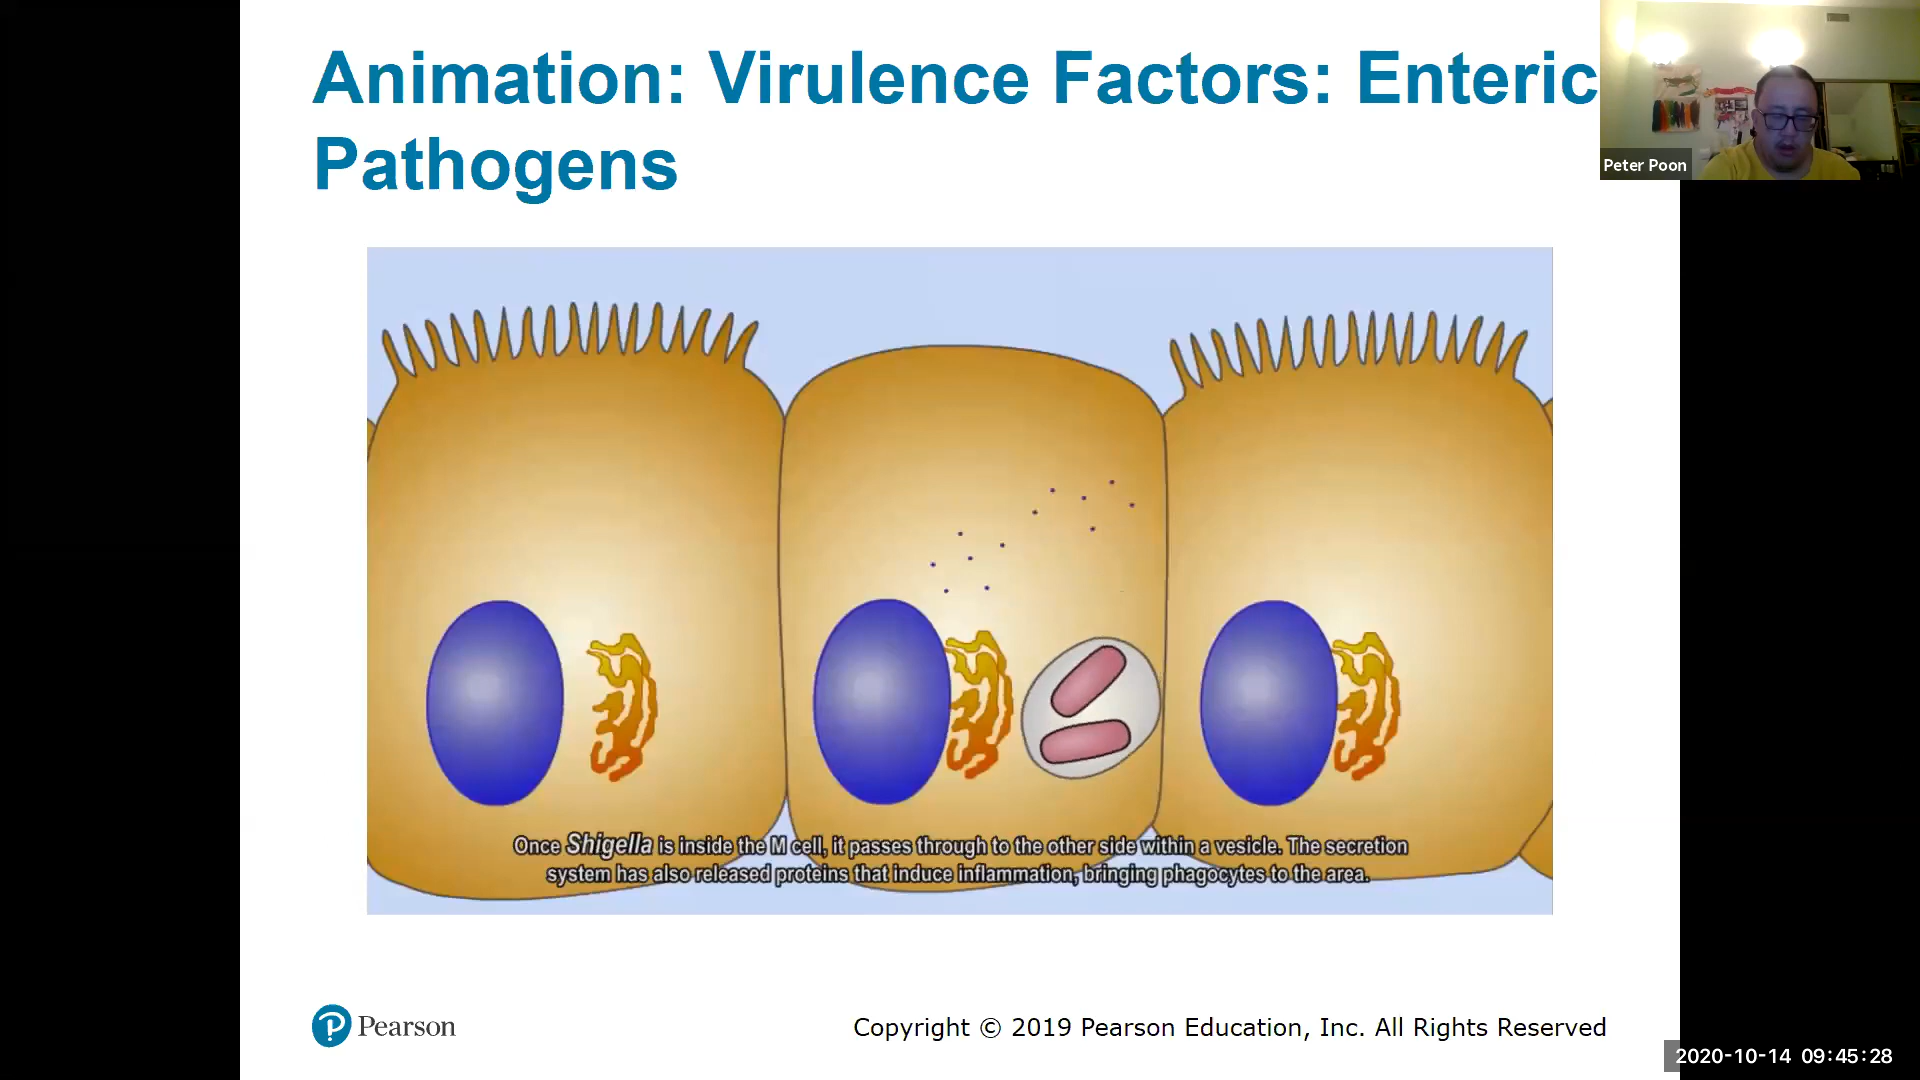 Animation: Virulence Factors: Enteric
Pathogens
Peter Poon
Once Shigella is inside the M cell, it passes through to the other side within a vesicle. The secretion
system has also released proteins that induce inflammation, bringing phagocytes to the area.
Pearson
Copyright © 2019 Pearson Education, Inc. All Rights Reserved
2020-10-14 09:45:28